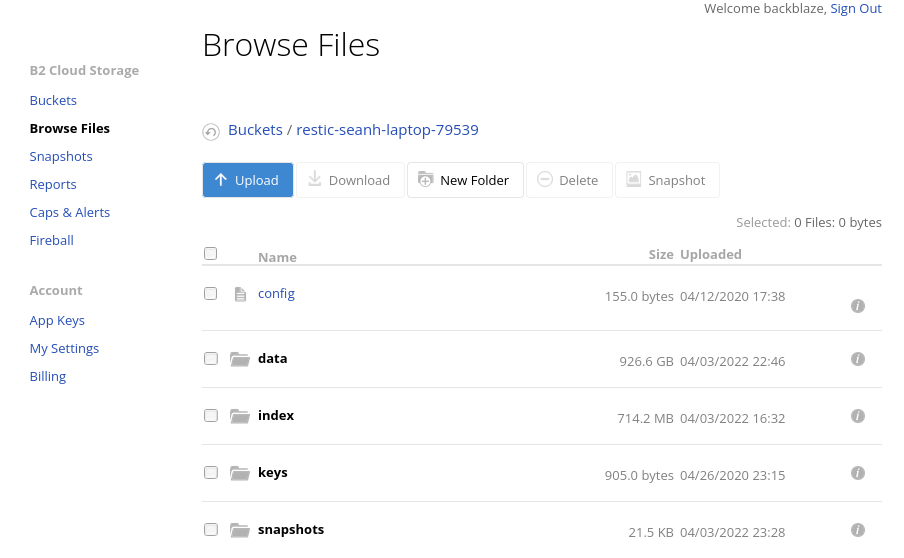 Welcome backblaze, Sign Out
Browse Files
B2 Cloud Storage
Buckets
Browse Files
Snapshots
Reports
Caps & Alerts
Fireball
Account
App Keys
My Settings
Billing
Buckets / restic-seanh-laptop-79539
Upload Download New Folder Delete Snapshot
Selected: 0 Files: 0 bytes
Name Size Uploaded
config 155.0 bytes 04/12/2020 17:38
data 926.6 GB 04/03/2022 22:46
index 714.2 MB 04/03/2022 16:32
keys 905.0 bytes 04/26/2020 23:15
snapshots 21.5 KB 04/03/2022 23:28